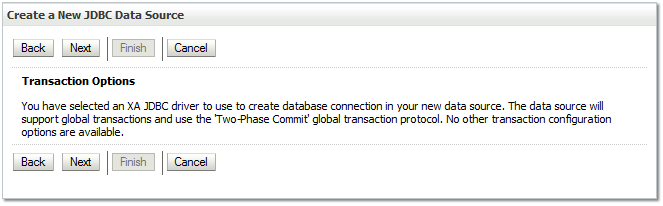 Create a New JDBC Data Source
Back Next Finish Cancel
Transaction Options
You have selected an XA JDBC driver to use to create database connection in your new data source. The data source will
support global transactions and use the 'Two-Phase Commit' global transaction protocol. No other transaction configuration
options are available.
Back Next Finish Cancel